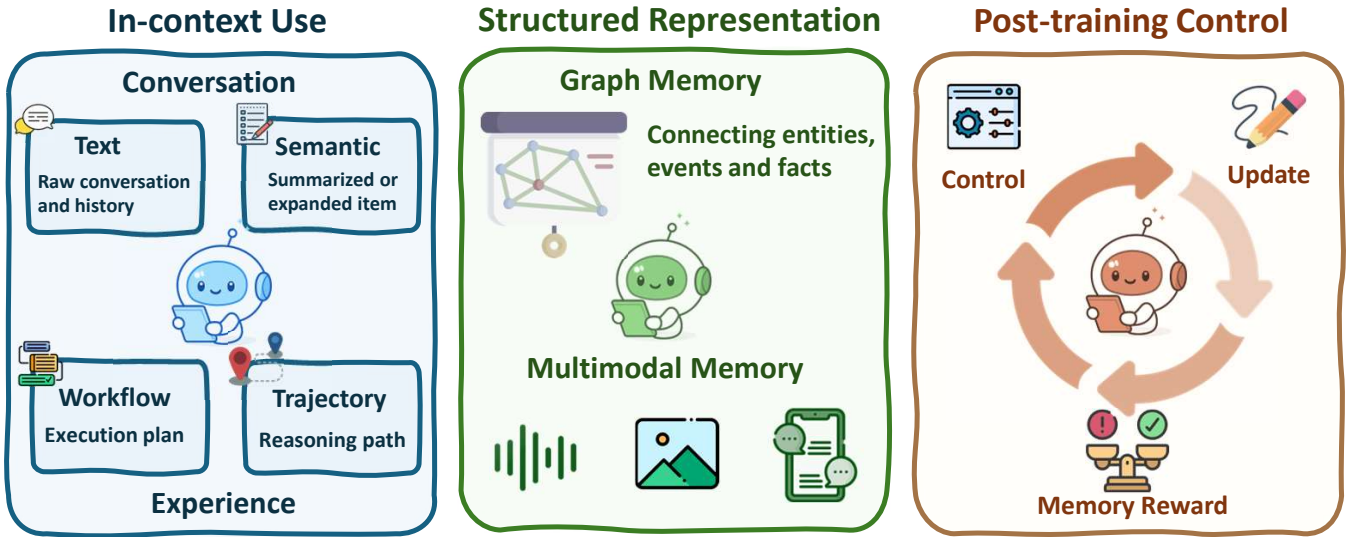 In-context Use
Conversation
Text
Raw conversation
and history
Semantic
Summarized or
expanded item
Workflow
Execution plan
Trajectory
Reasoning path
Experience
Structured Representation
Graph Memory
Connecting entities,
events and facts
Multimodal Memory
Post-training Control
Control
Update
Memory Reward